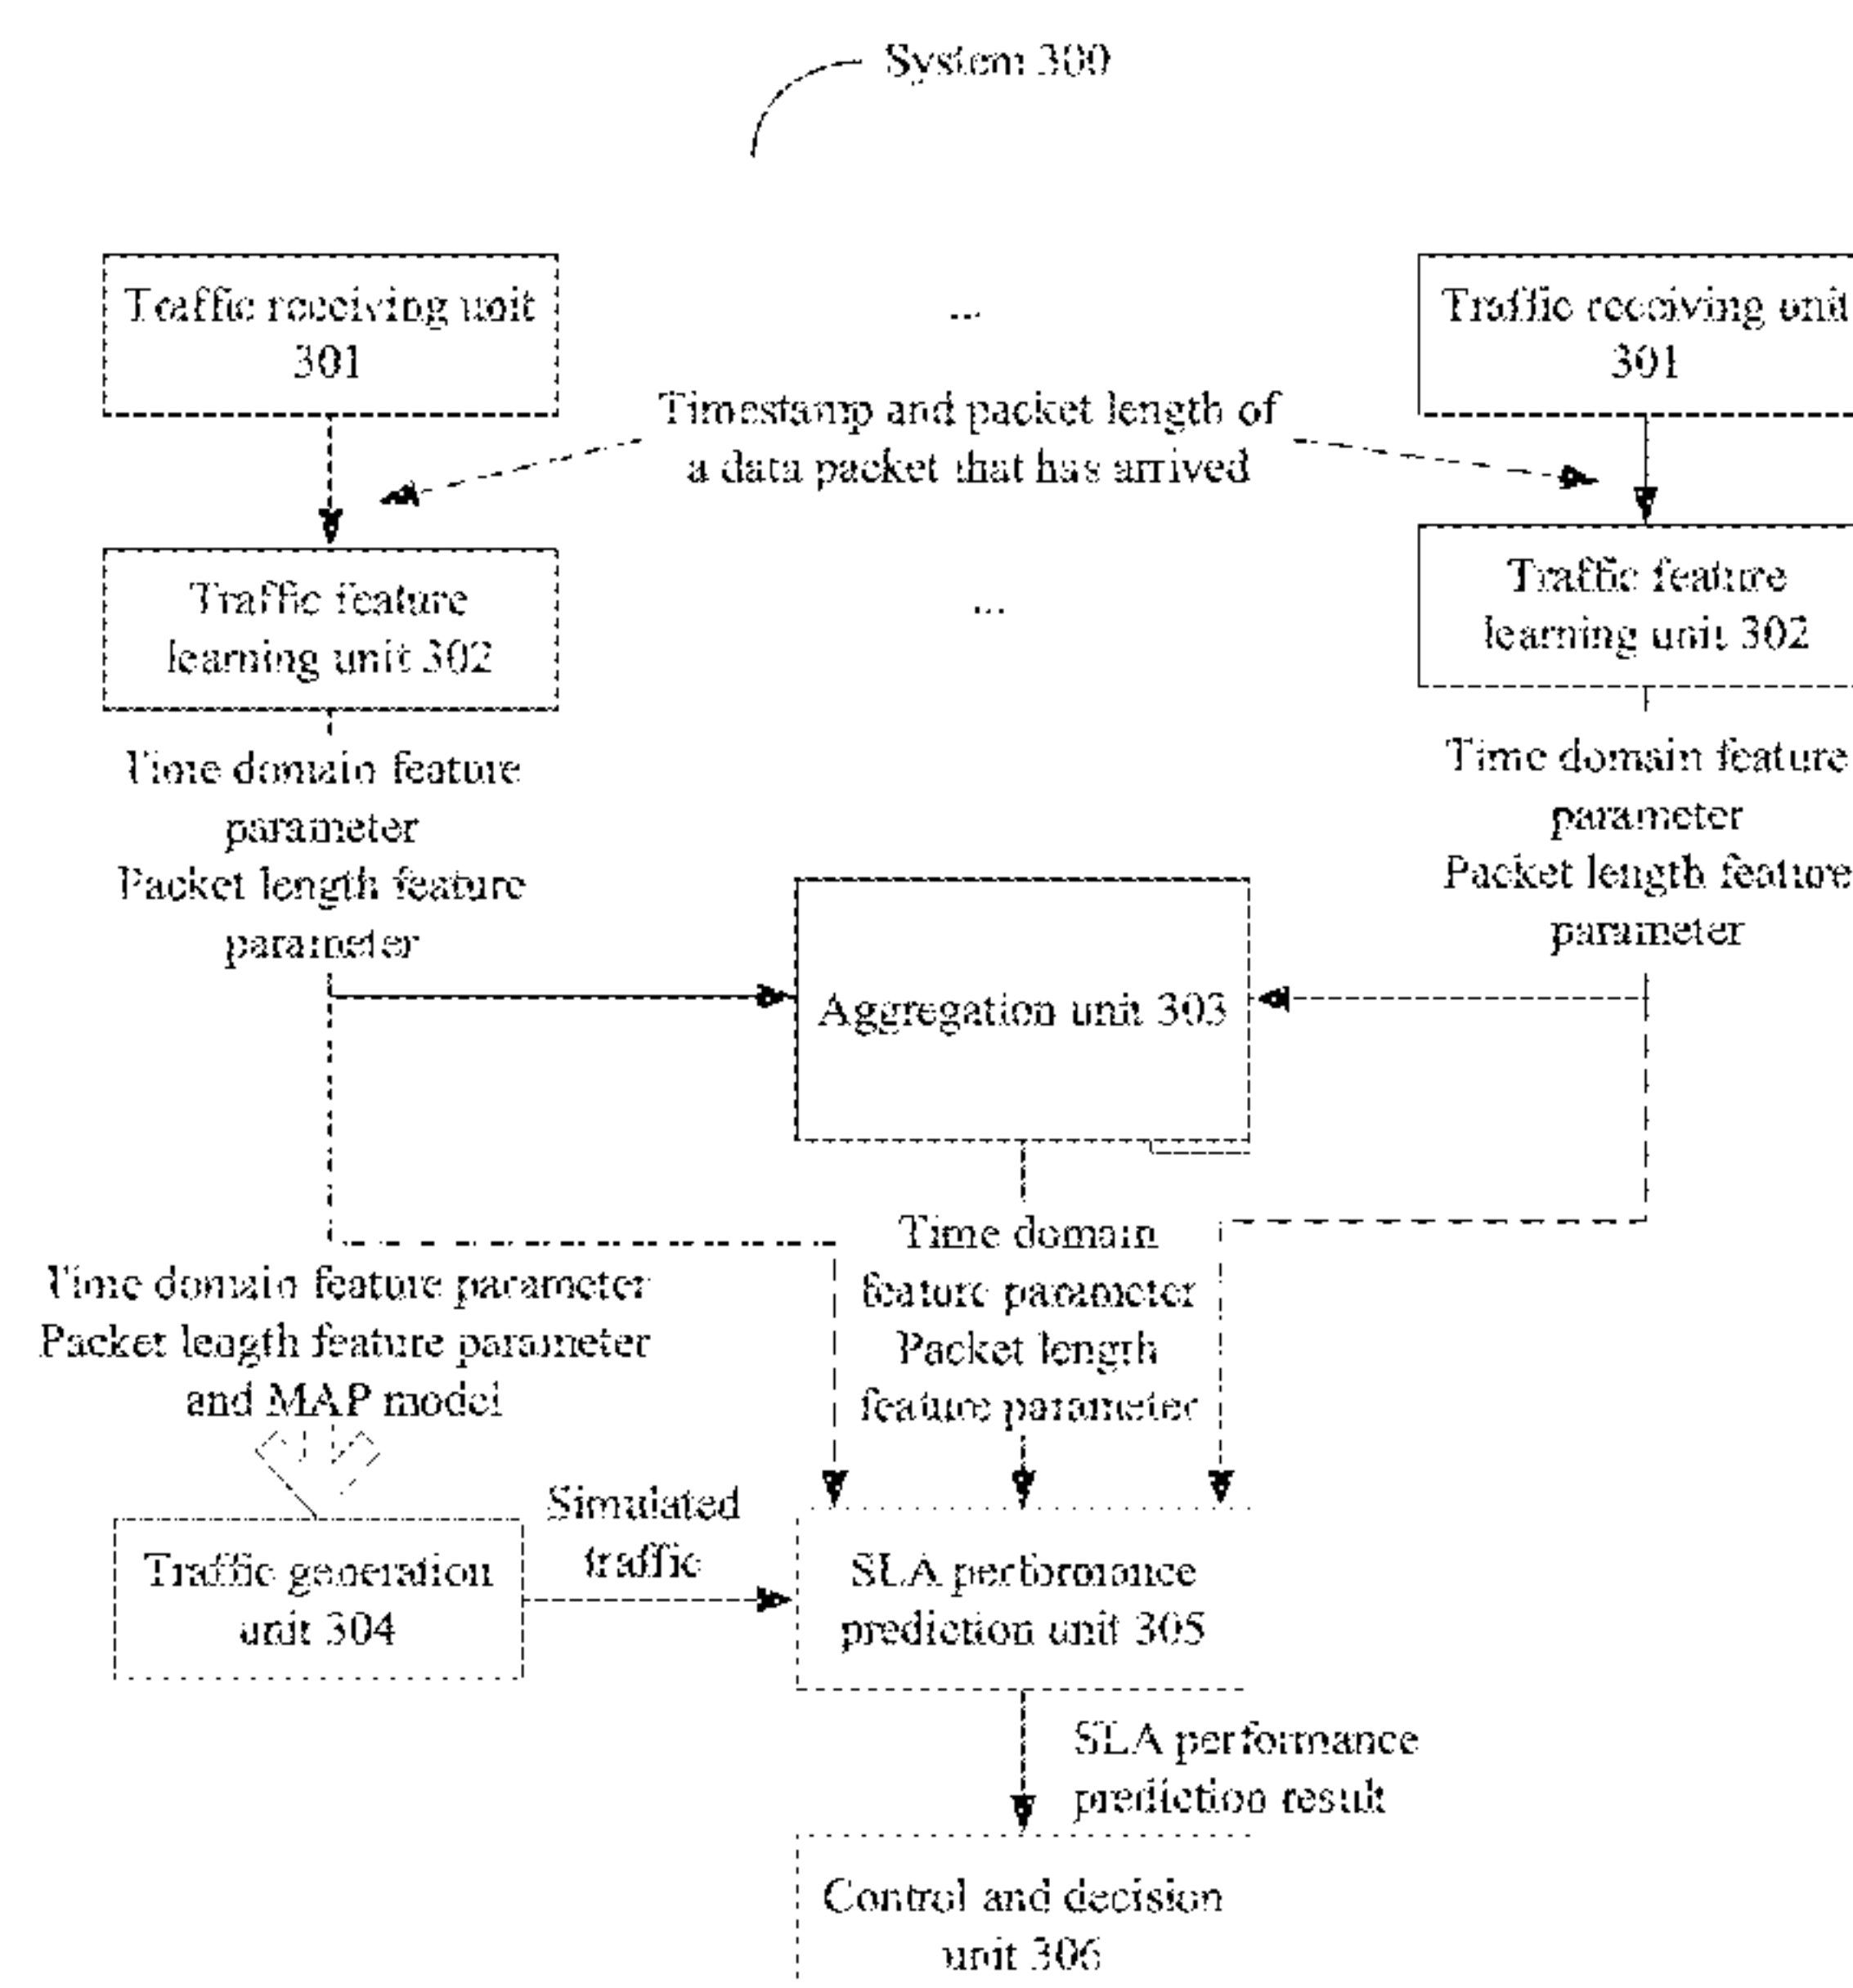 System 300
Traffic receiving unit
301
...
Traffic receiving unit
301
Timestamp and packet length of
a data packet that has arrived
Traffic feature
learning unit 302
...
Traffic feature
learning unit 302
Time domain feature
parameter
Packet length feature
parameter
Time domain feature
parameter
Packet length feature
parameter
Aggregation unit 303
Time domain
feature parameter
Packet length
feature parameter
Time domain feature parameter
Packet length feature parameter
and MAP model
Simulated
traffic
Traffic generation
unit 304
SLA performance
prediction unit 305
SLA performance
prediction result
Control and decision
unit 306